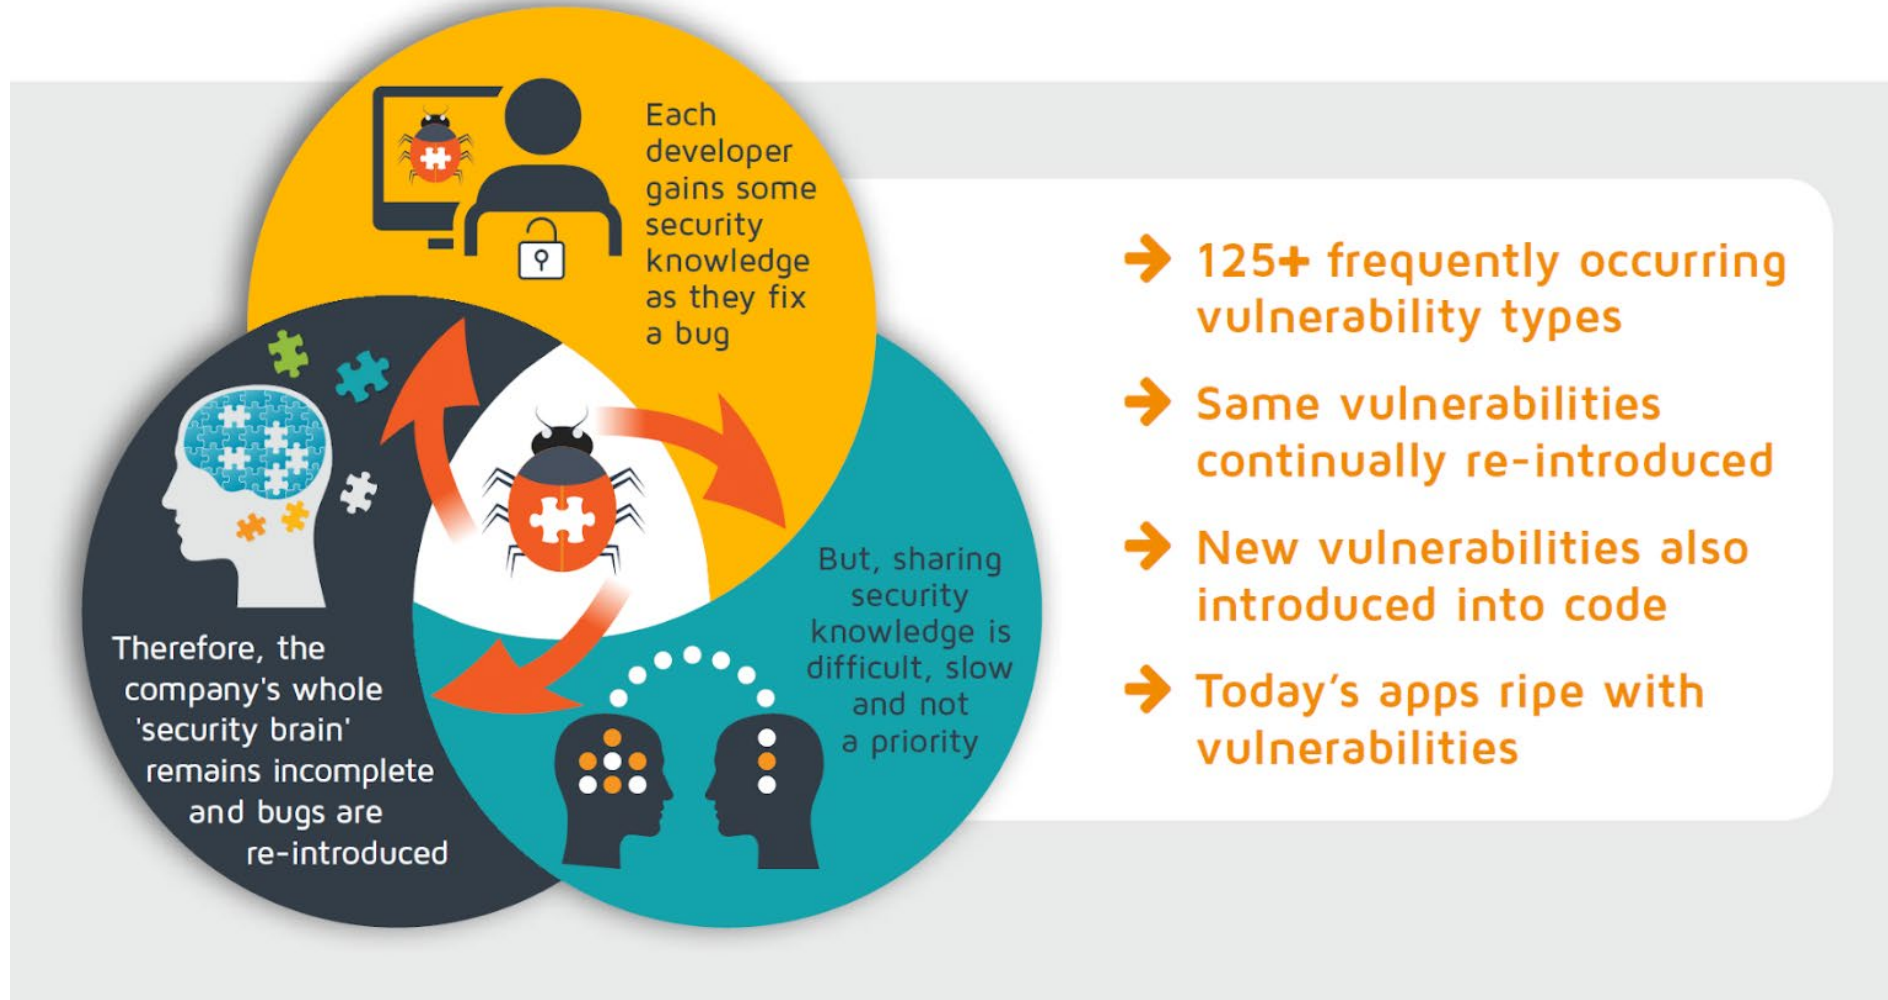 Each
developer
gains some
security
knowledge
as they fix
a bug
But, sharing
security
knowledge is
difficult, slow
and not
a priority
Therefore, the
company's whole
'security brain'
remains incomplete
and bugs are
re-introduced
125+ frequently occurring
vulnerability types
Same vulnerabilities
continually re-introduced
New vulnerabilities also
introduced into code
Today's apps ripe with
vulnerabilities